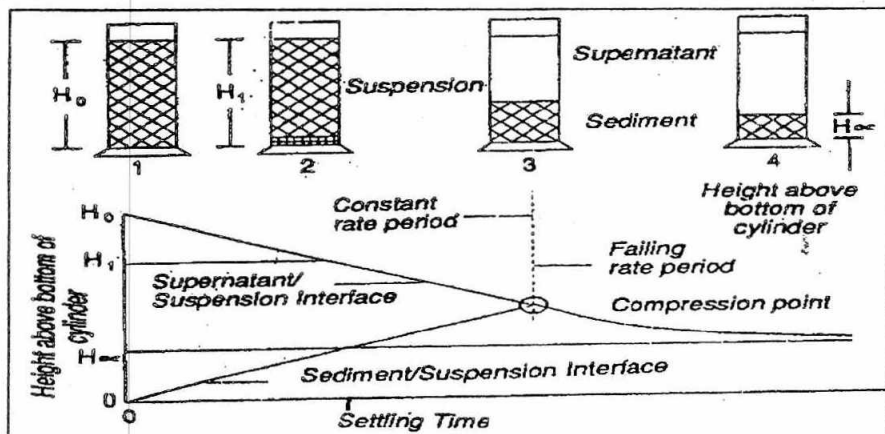 H₀
H₁
Suspension
Supernatant
Sediment
H∝
1
2
3
4
Height above
bottom of
cylinder
Constant
rate period
Failing
rate period
Compression point
Supernatant/
Suspension Interface
Sediment/Suspension Interface
Height above bottom of
cylinder
H₀
H₁
H∝
0
0
Settling Time